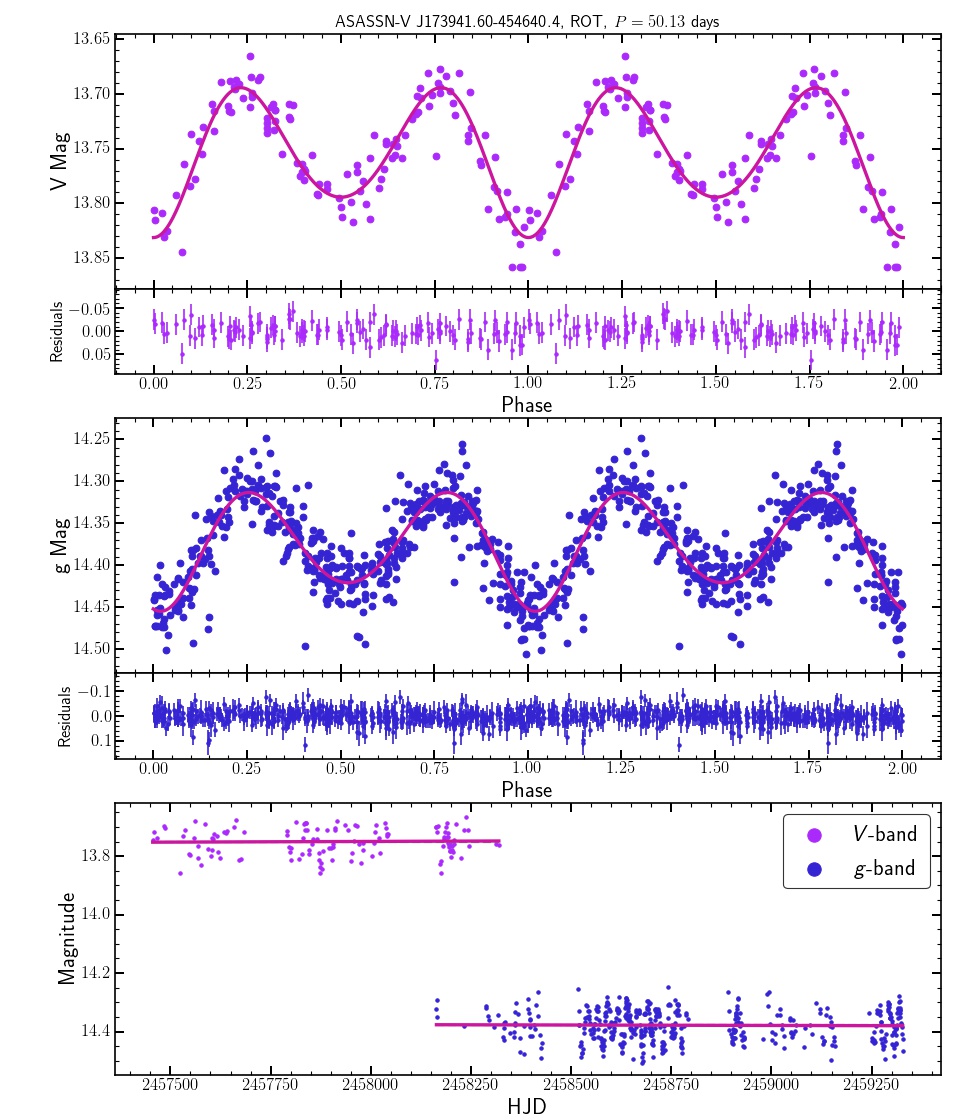 ASASSN-V J173941.60-454640.4, ROT, P = 50.13 days
13.65
13.70
13.75
13.80
13.85
V Mag
−0.05
0.00
0.05
Residuals
0.00 0.25 0.50 0.75 1.00 1.25 1.50 1.75 2.00
Phase
14.25
14.30
14.35
14.40
14.45
14.50
g Mag
−0.1
0.0
0.1
Residuals
0.00 0.25 0.50 0.75 1.00 1.25 1.50 1.75 2.00
Phase
V-band
g-band
13.8
14.0
14.2
14.4
Magnitude
2457500 2457750 2458000 2458250 2458500 2458750 2459000 2459250
HJD